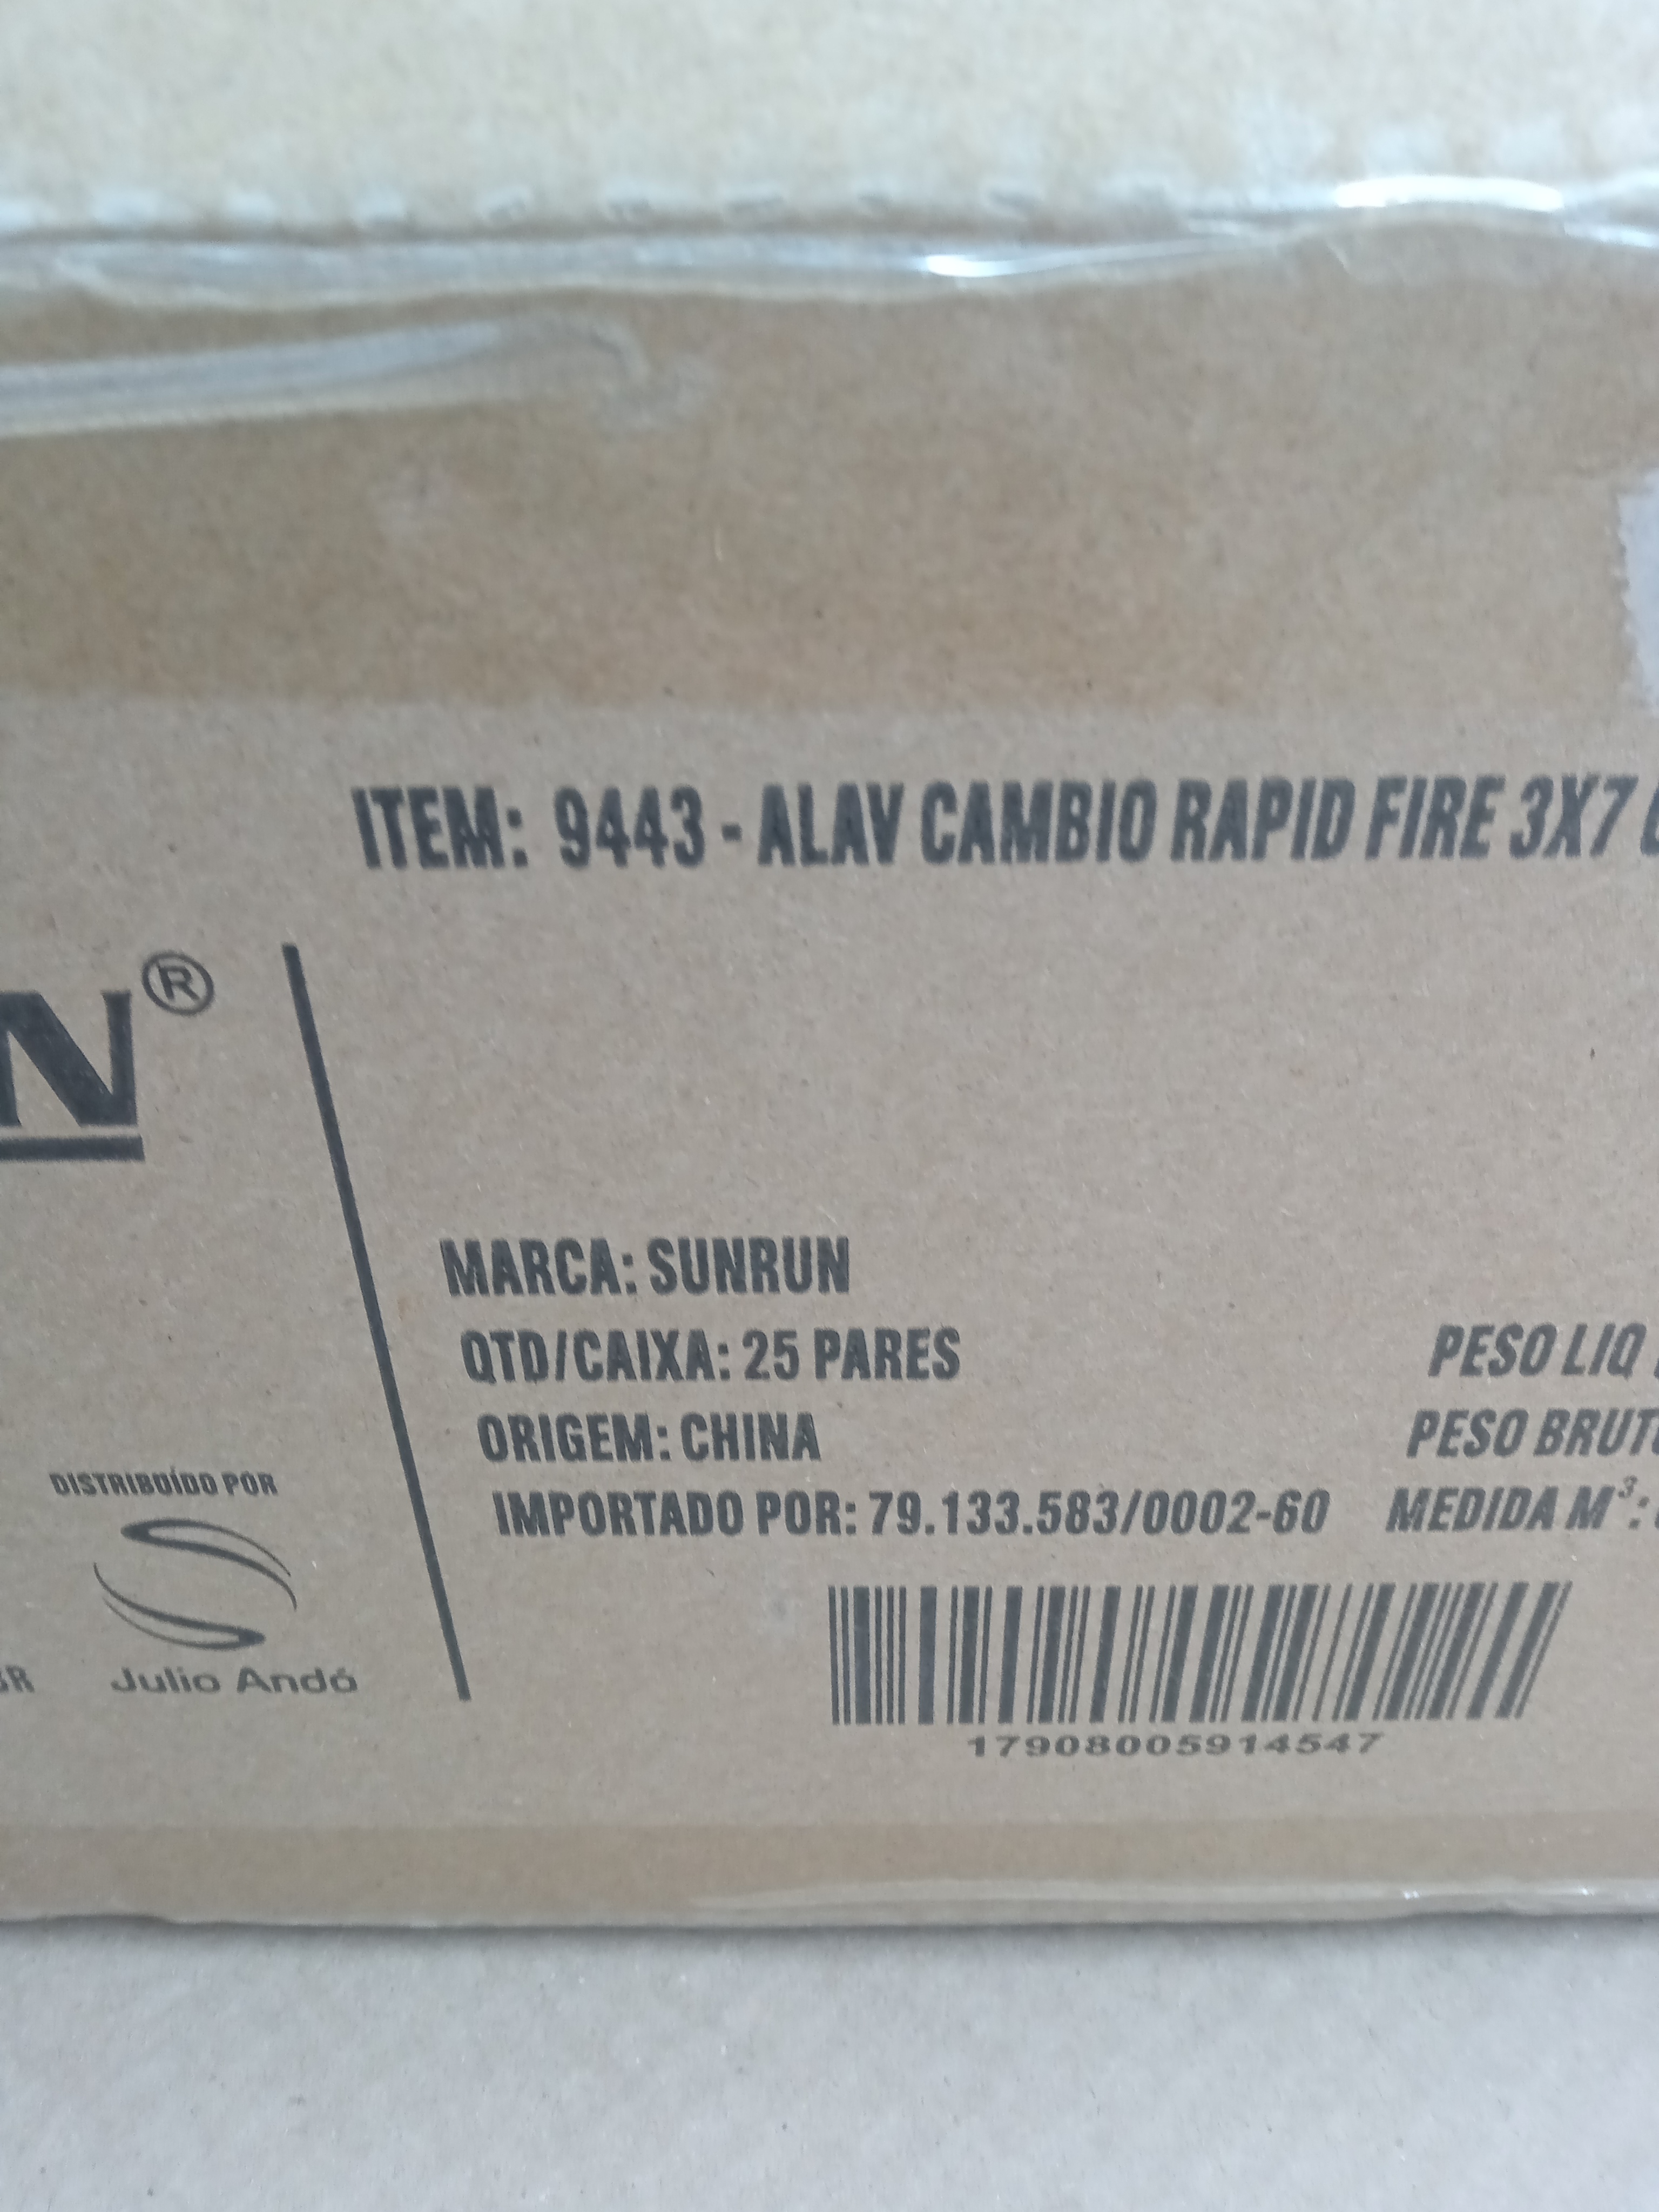 ITEM: 9443 - ALAV CAMBIO RAPID FIRE 3X7
N®
MARCA: SUNRUN
QTD/CAIXA: 25 PARES
PESO LIQ
ORIGEM: CHINA
PESO BRUTO
IMPORTADO POR: 79.133.583/0002-60
MEDIDA M³:
DISTRIBUÍDO POR
Julio Andó
17908005914547